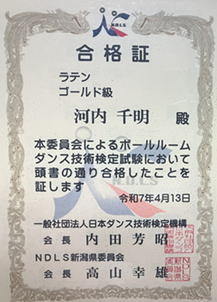 N.D.L.S
合格証
ラテン
ゴールド級
河内 千明 殿
本委員会によるボールルーム
ダンス技術検定試験において
頭書の通り合格したことを
証します
令和7年4月13日
一般社団法人日本ダンス技術検定機構
会長 内田芳昭
NDLS新潟県委員会
会長 高山幸雄